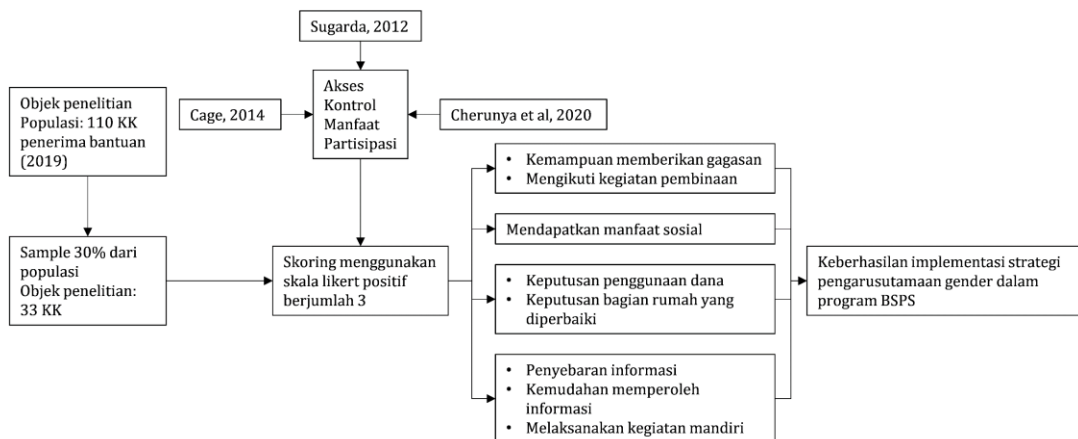 Sugarda, 2012
Objek penelitian
Populasi: 110 KK
penerima bantuan
(2019)
Cage, 2014
Akses
Kontrol
Manfaat
Partisipasi
Cherunya et al, 2020
Sample 30% dari
populasi
Objek penelitian:
33 KK
Skoring menggunakan
skala likert positif
berjumlah 3
• Kemampuan memberikan gagasan
• Mengikuti kegiatan pembinaan
Mendapatkan manfaat sosial
• Keputusan penggunaan dana
• Keputusan bagian rumah yang
diperbaiki
• Penyebaran informasi
• Kemudahan memperoleh
informasi
• Melaksanakan kegiatan mandiri
Keberhasilan implementasi strategi
pengarusutamaan gender dalam
program BSPS